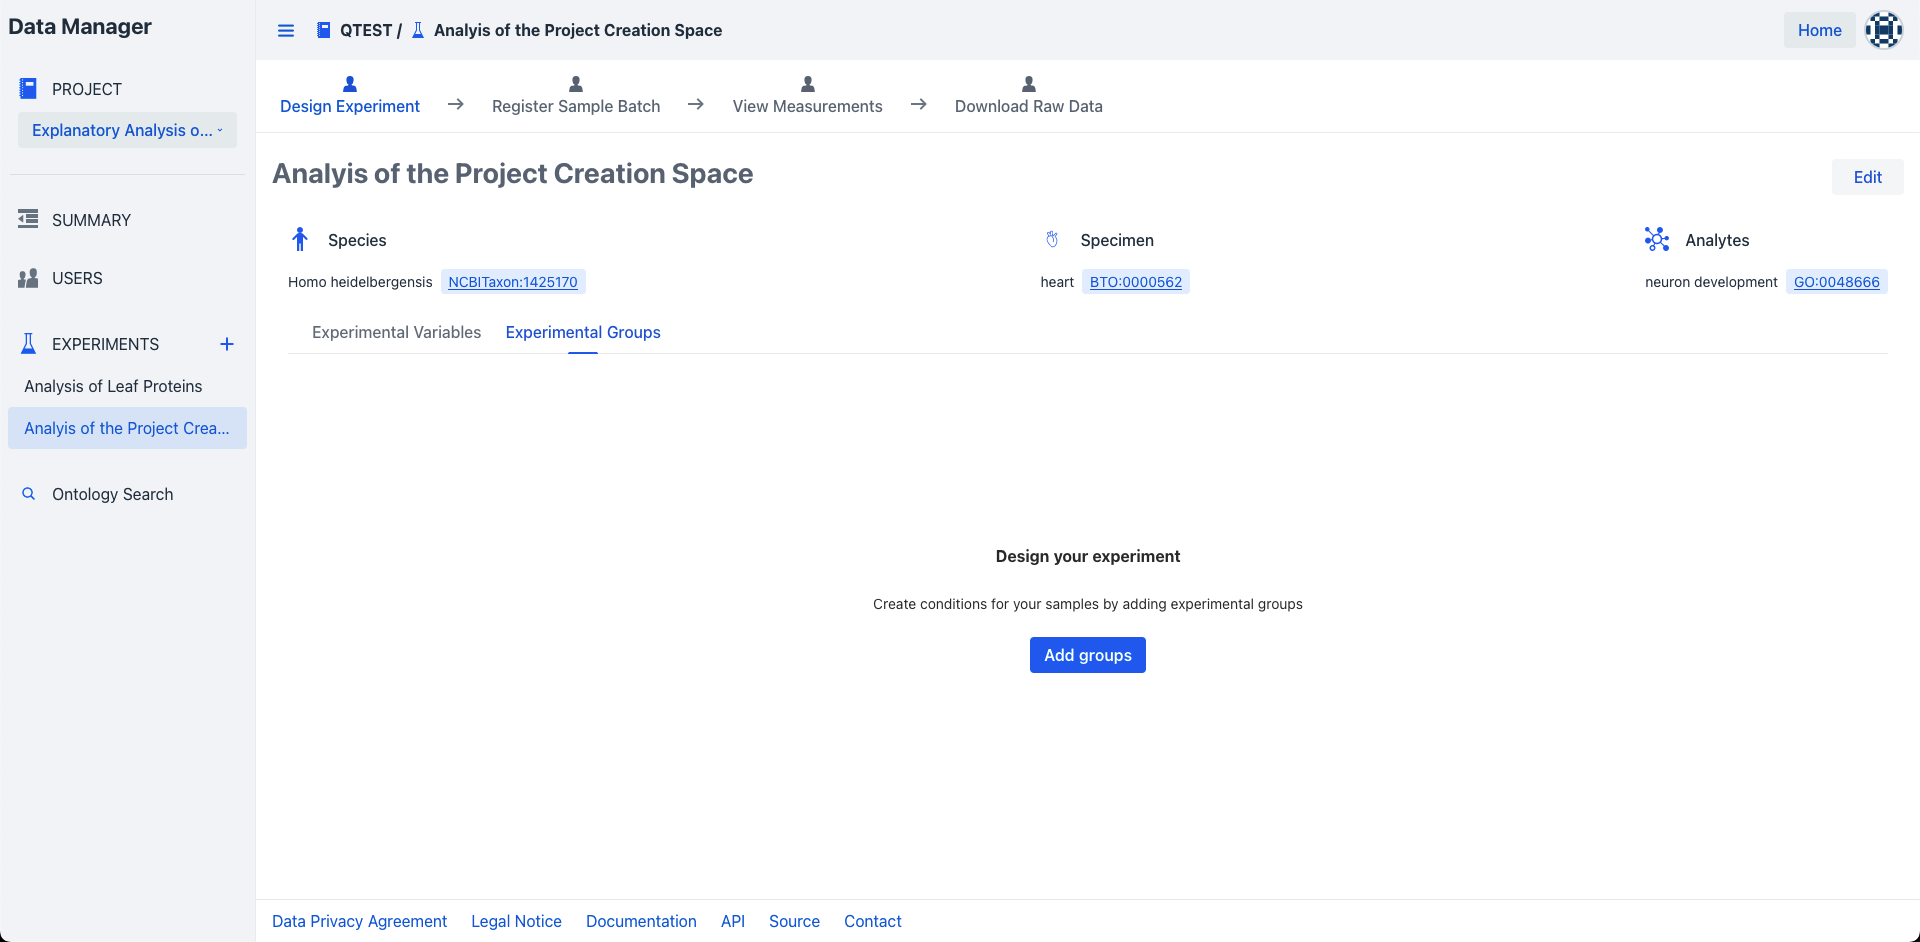 Data Manager
PROJECT
Explanatory Analysis o...
SUMMARY
USERS
EXPERIMENTS
Analysis of Leaf Proteins
Analyis of the Project Crea...
Ontology Search
QTEST / Analyis of the Project Creation Space
Home
Design Experiment
Register Sample Batch
View Measurements
Download Raw Data
Analyis of the Project Creation Space
Edit
Species
Homo heidelbergensis NCBITaxon:1425170
Specimen
heart BTO:0000562
Analytes
neuron development GO:0048666
Experimental Variables
Experimental Groups
Design your experiment
Create conditions for your samples by adding experimental groups
Add groups
Data Privacy Agreement
Legal Notice
Documentation
API
Source
Contact